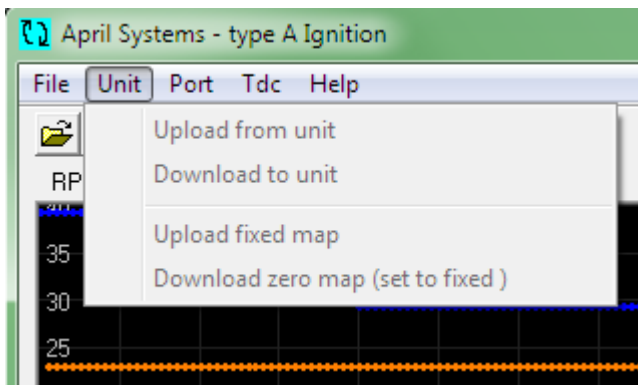 April Systems - type A Ignition
File Unit Port Tdc Help
Upload from unit
Download to unit
RP
Upload fixed map
35
Download zero map (set to fixed )
30
25